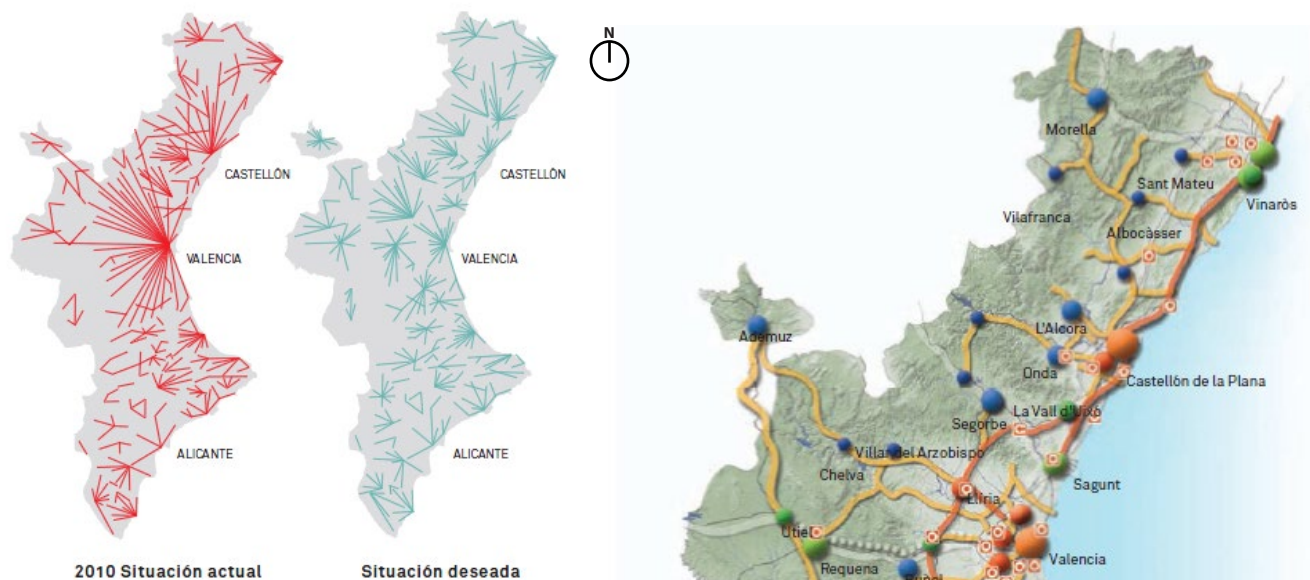 CASTELLÓN
VALENCIA
ALICANTE
2010 Situación actual
CASTELLÓN
VALENCIA
ALICANTE
Situación deseada
N
Morella
Sant Mateu
Vinaròs
Vilafranca
Albocàsser
Ademuz
L'Alcora
Onda
Castellón de la Plana
La Vall d'Uixó
Segorbe
Villar del Arzobispo
Chelva
Sagunt
Llíria
Utiel
Valencia
Requena